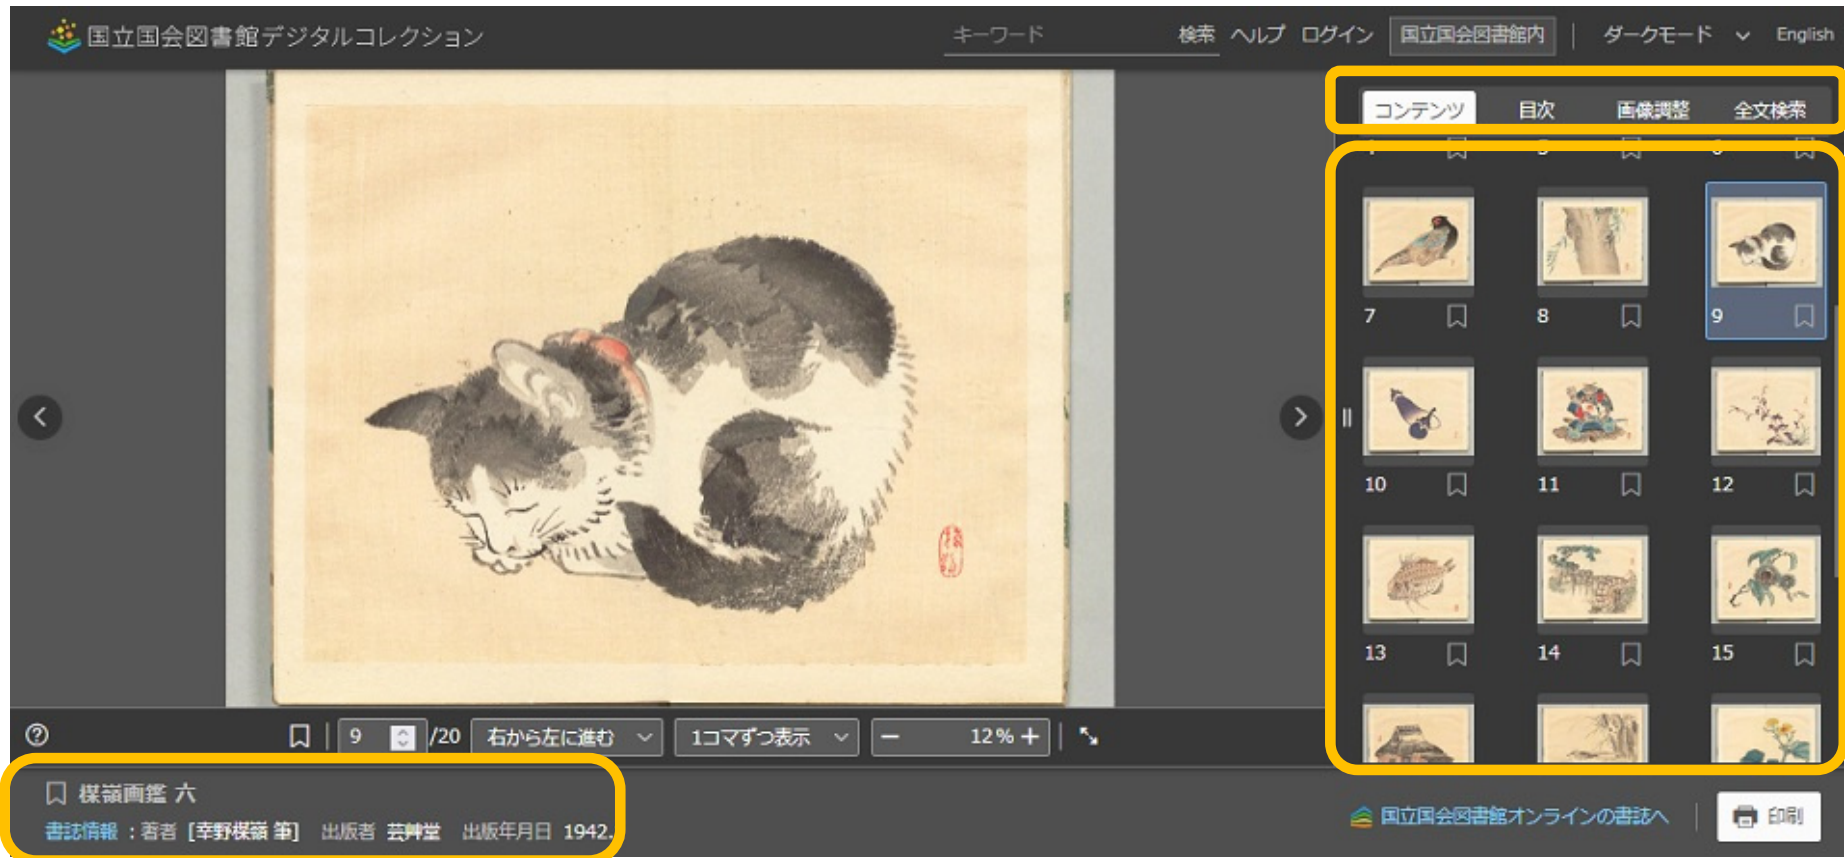 国立国会図書館デジタルコレクション
キーワード 検索 ヘルプ ログイン 国立国会図書館内 ダークモード English
コンテンツ 目次 画像調整 全文検索
7 8 9
10 11 12
13 14 15
9 /20 右から左に進む 1コマずつ表示 12% +
楳嶺画鑑 六
書誌情報 : 著者 [幸野楳嶺 筆] 出版者 芸艸堂 出版年月日 1942.
国立国会図書館オンラインの書誌へ 印刷